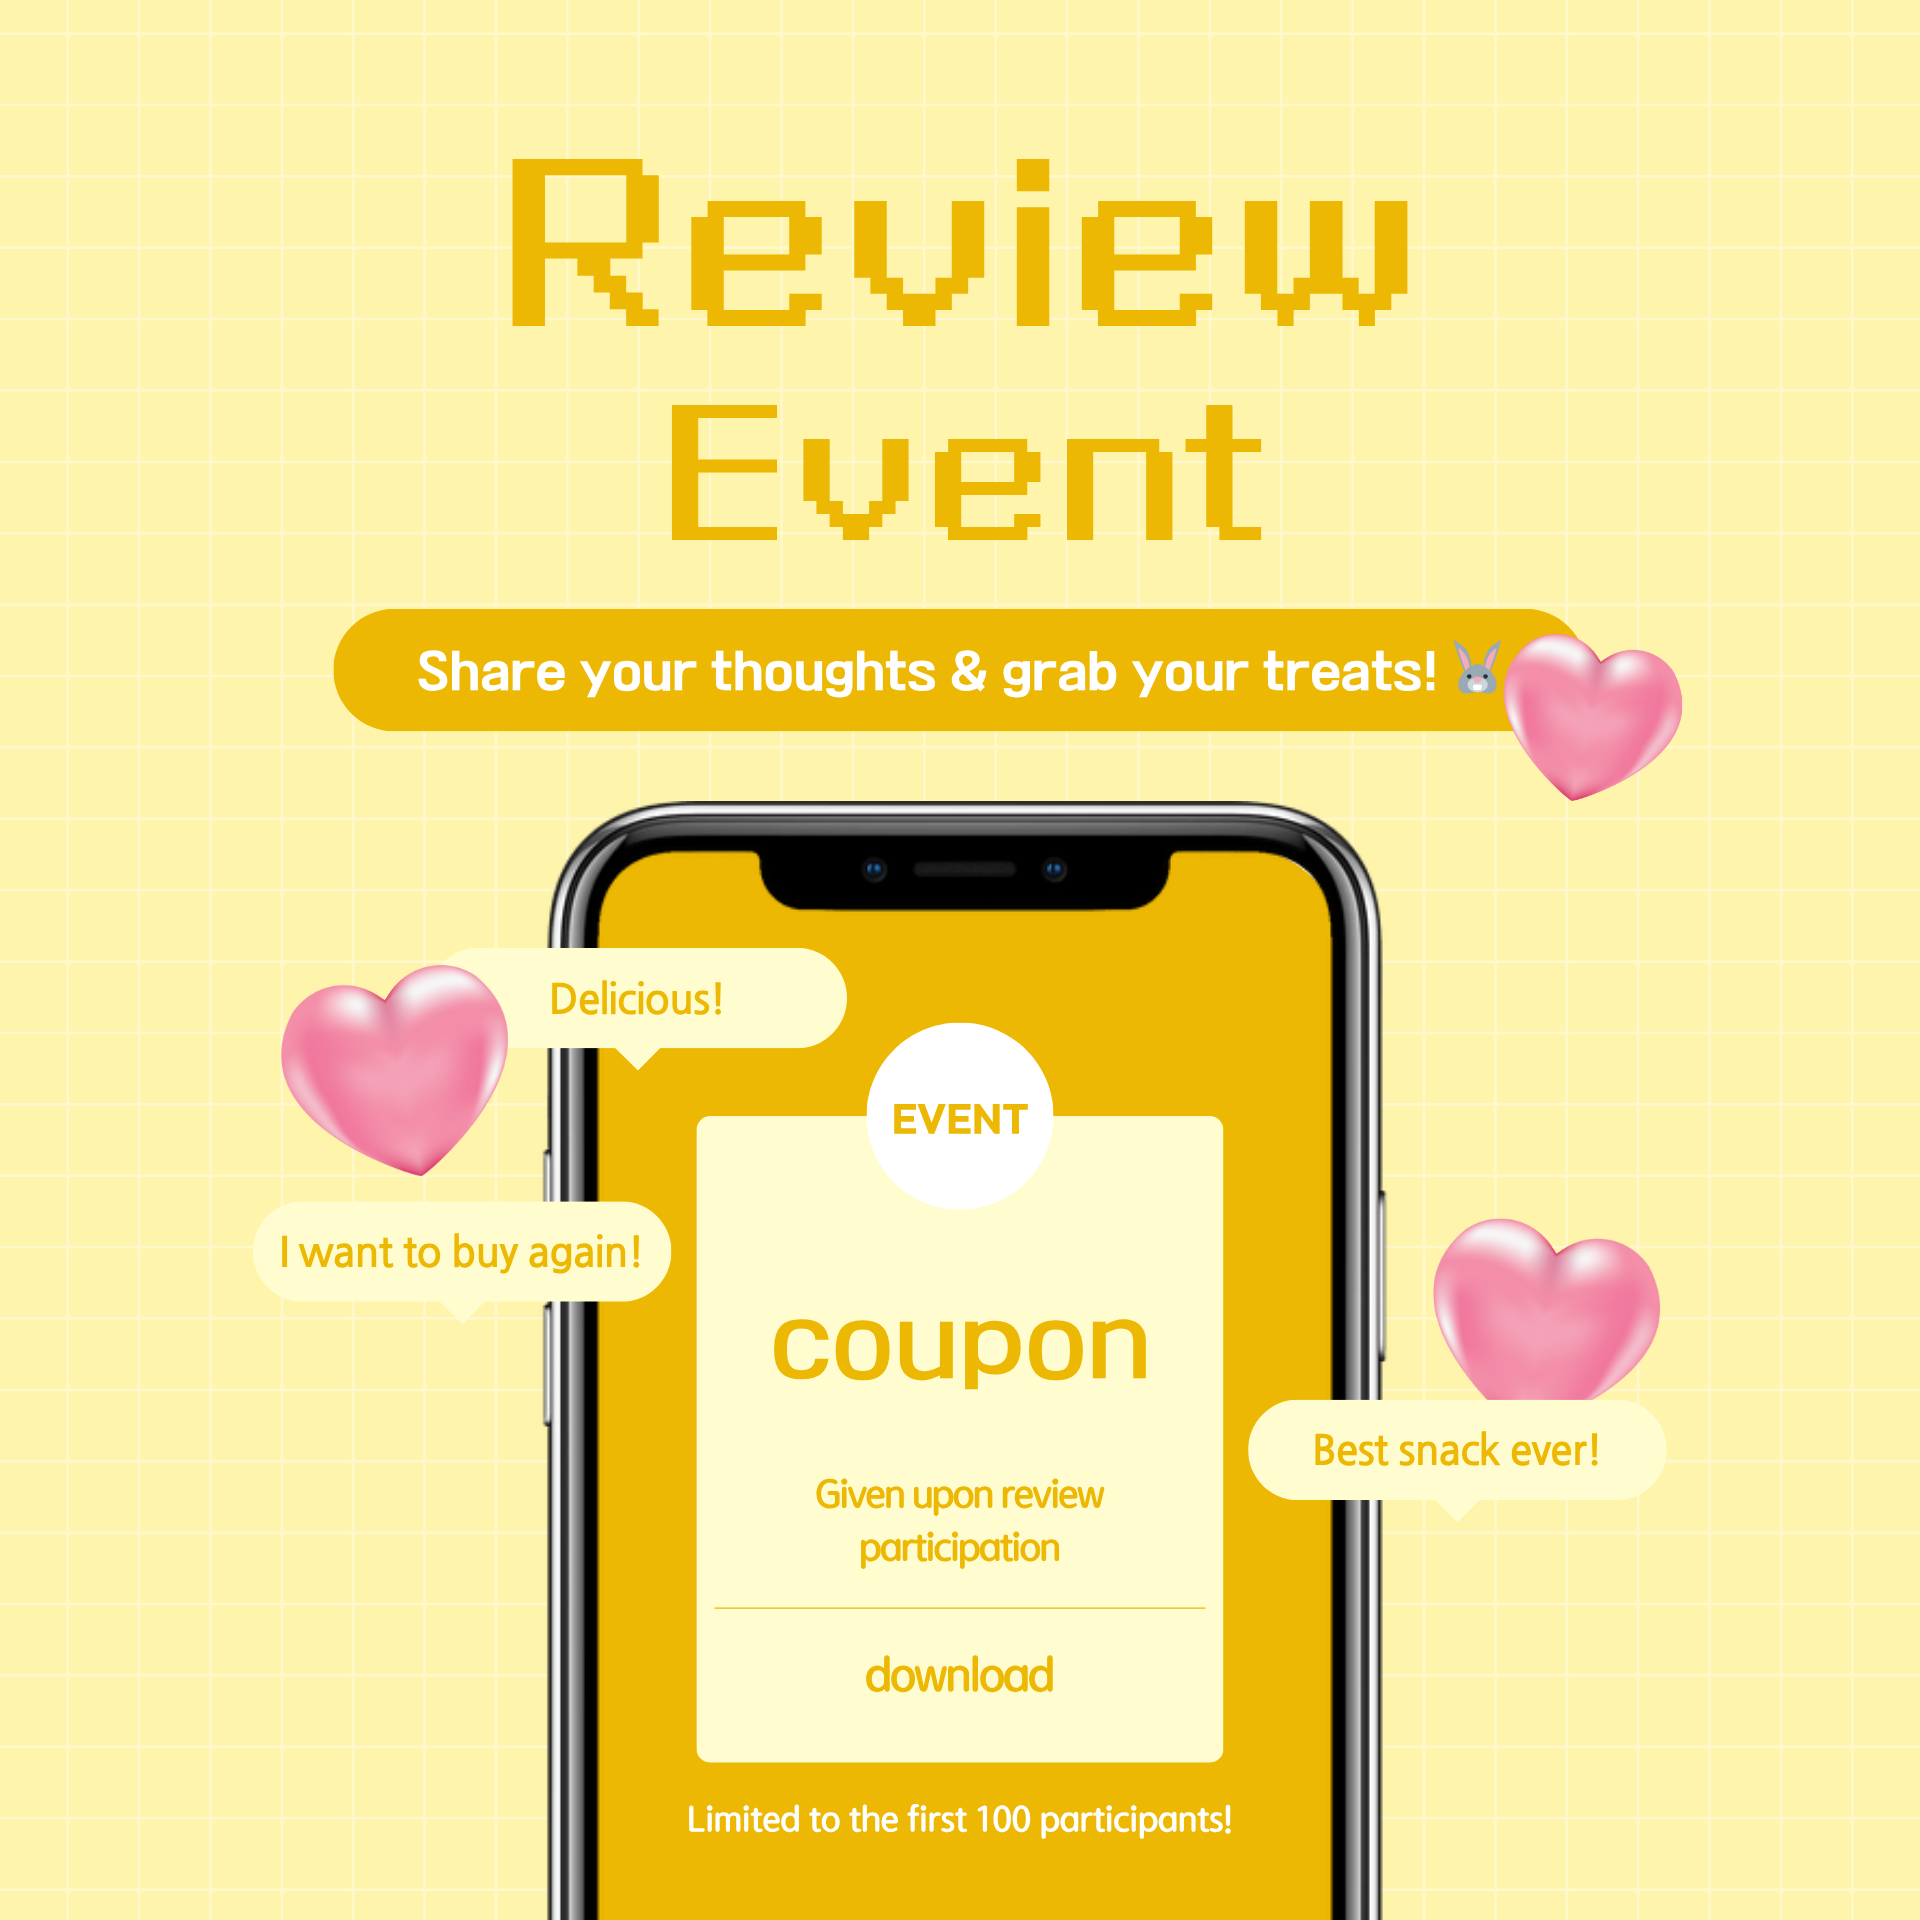 Review
Event
Share your thoughts & grab your treats! 🐰
Delicious!
EVENT
I want to buy again!
coupon
Best snack ever!
Given upon review
participation
download
Limited to the first 100 participants!